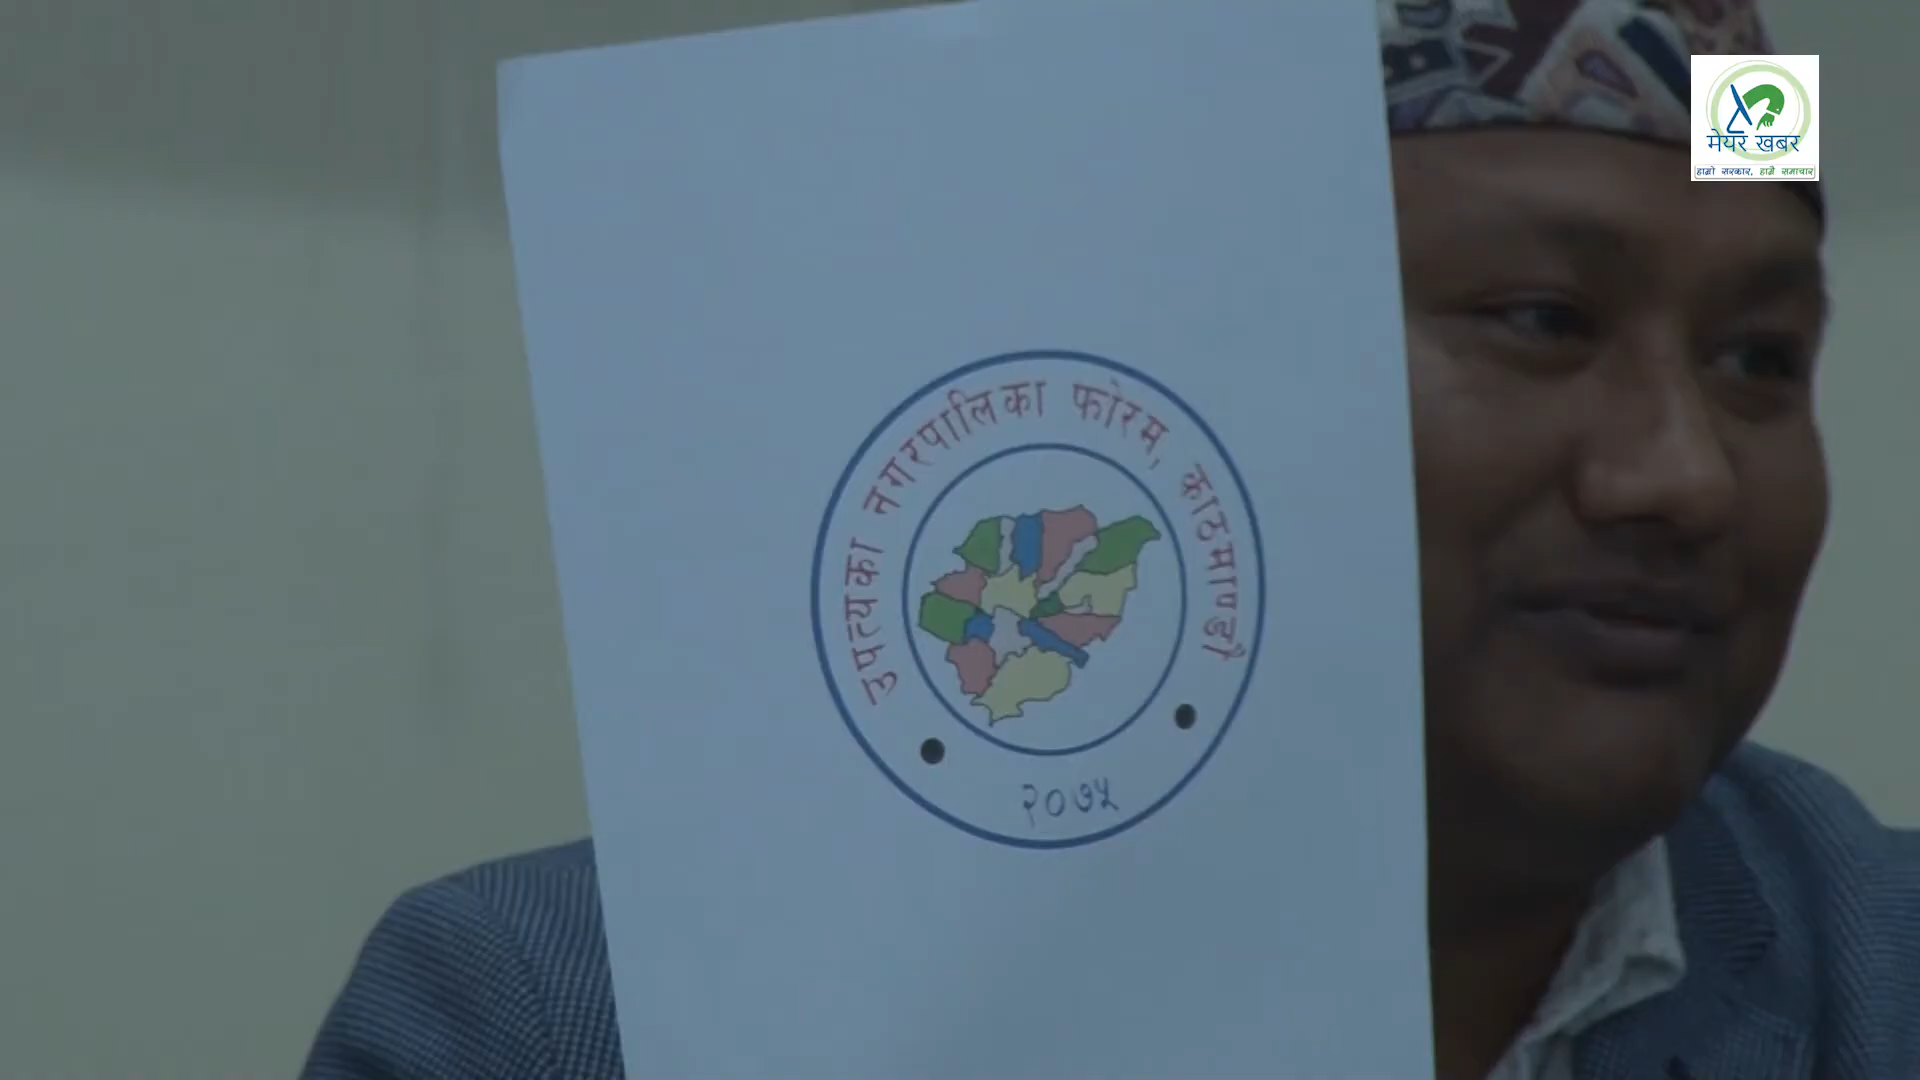 मेयर खबर
हाम्रो सरकार, हाम्रै समाचार
उपत्यका नगरपालिका फोरम, काठमाण्डौं
२०७५